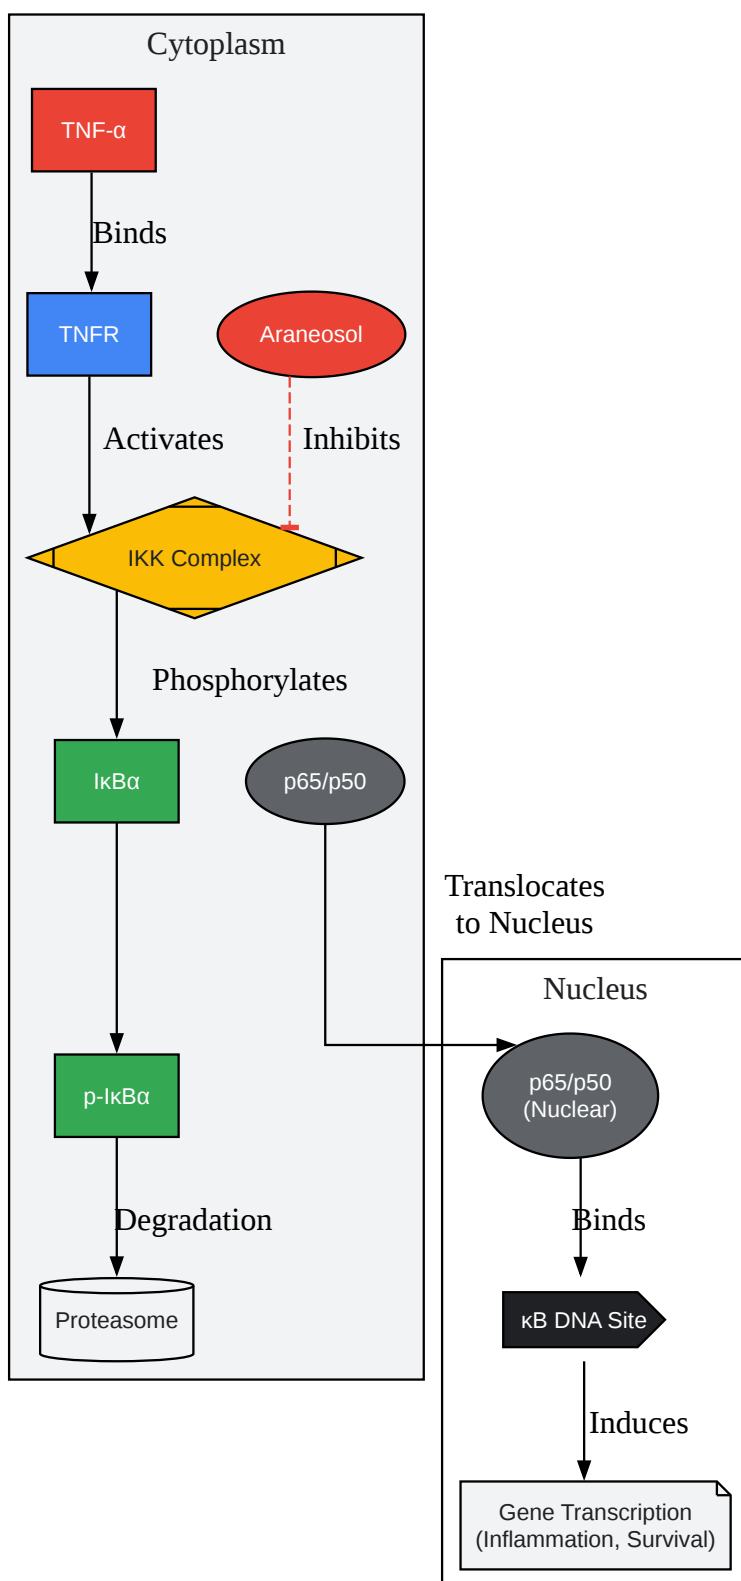 Cytoplasm
TNF-α
Binds
TNFR
Araneosol
Activates
Inhibits
IKK Complex
Phosphorylates
IκBα
p65/p50
Translocates
to Nucleus
Nucleus
p65/p50
(Nuclear)
p-IκBα
Degradation
Binds
Proteasome
κB DNA Site
Induces
Gene Transcription
(Inflammation, Survival)